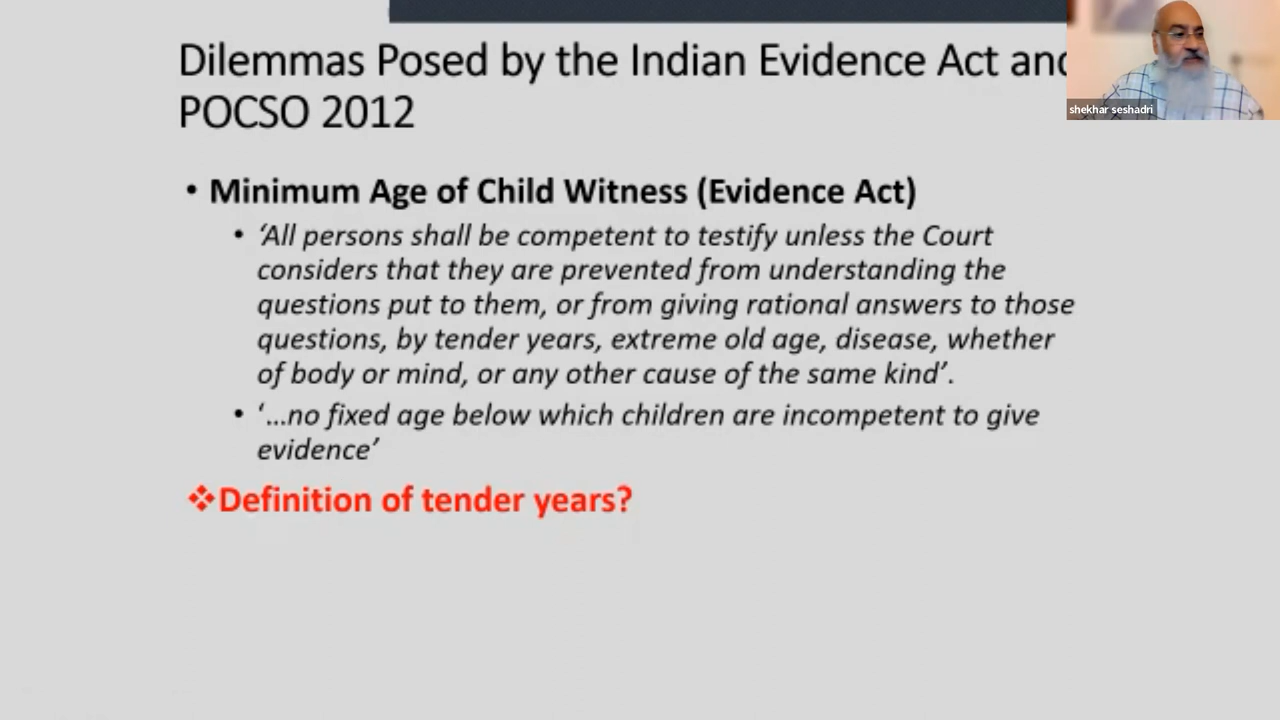 Dilemmas Posed by the Indian Evidence Act and
POCSO 2012
shekhar seshadri
• Minimum Age of Child Witness (Evidence Act)
• ‘All persons shall be competent to testify unless the Court
considers that they are prevented from understanding the
questions put to them, or from giving rational answers to those
questions, by tender years, extreme old age, disease, whether
of body or mind, or any other cause of the same kind’.
• ‘…no fixed age below which children are incompetent to give
evidence’
❖Definition of tender years?